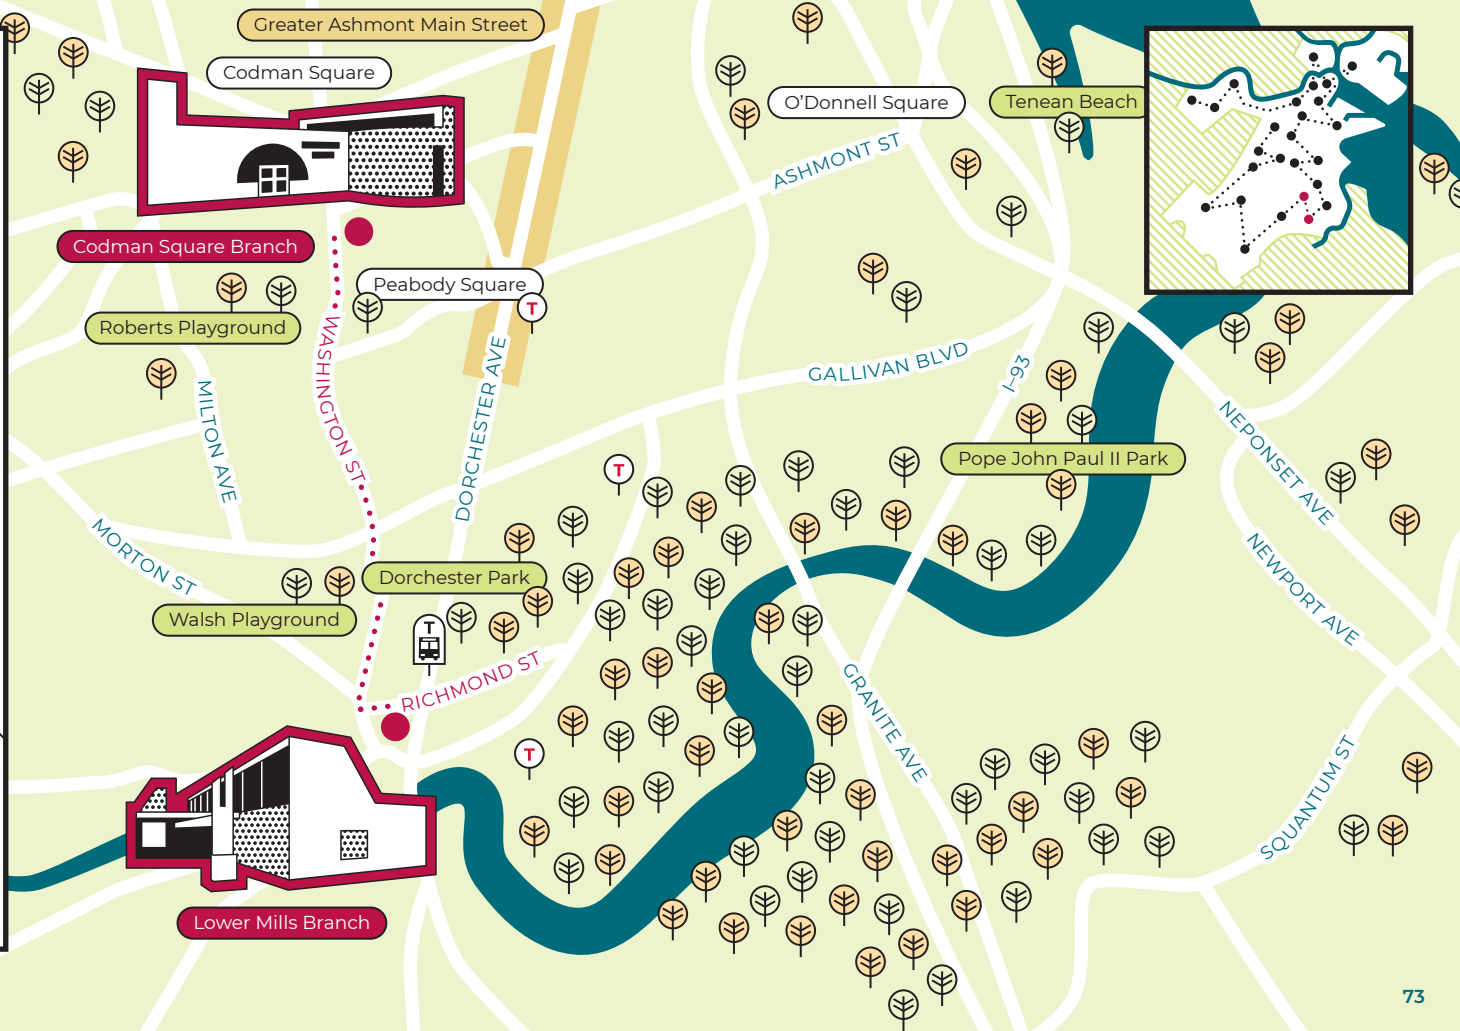 Greater Ashmont Main Street
Codman Square
O'Donnell Square
Tenean Beach
ASHMONT ST
Codman Square Branch
Peabody Square
T
Roberts Playground
WASHINGTON ST
MILTON AVE
DORCHESTER AVE
GALLIVAN BLVD
I-93
NEPONSET AVE
Pope John Paul II Park
T
MORTON ST
NEWPORT AVE
Dorchester Park
Walsh Playground
T
RICHMOND ST
GRANITE AVE
T
SQUANTUM ST
Lower Mills Branch
73